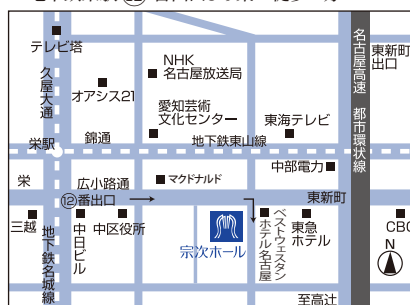 テレビ塔
久屋大通
NHK
名古屋放送局
オアシス21
愛知芸術
文化センター
東海テレビ
名古屋高速 都市環状線
東新町
出口
栄駅
錦通
地下鉄東山線
中部電力
栄
広小路通
マクドナルド
東新町
⑫番出口
三越
地下鉄名城線
中日ビル
中区役所
宗次ホール
ベストウェスタン
ホテル名古屋
東急
ホテル
CBC
N
至高辻